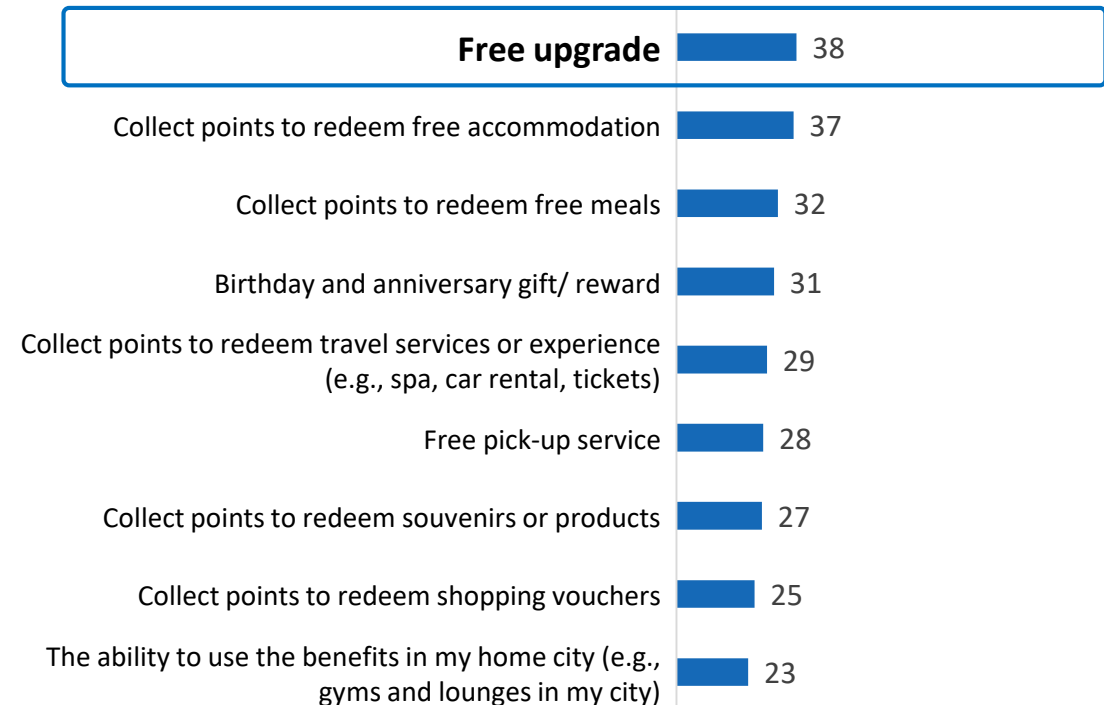 Free upgrade 38
Collect points to redeem free accommodation 37
Collect points to redeem free meals 32
Birthday and anniversary gift/ reward 31
Collect points to redeem travel services or experience
(e.g., spa, car rental, tickets) 29
Free pick-up service 28
Collect points to redeem souvenirs or products 27
Collect points to redeem shopping vouchers 25
The ability to use the benefits in my home city (e.g.,
gyms and lounges in my city) 23